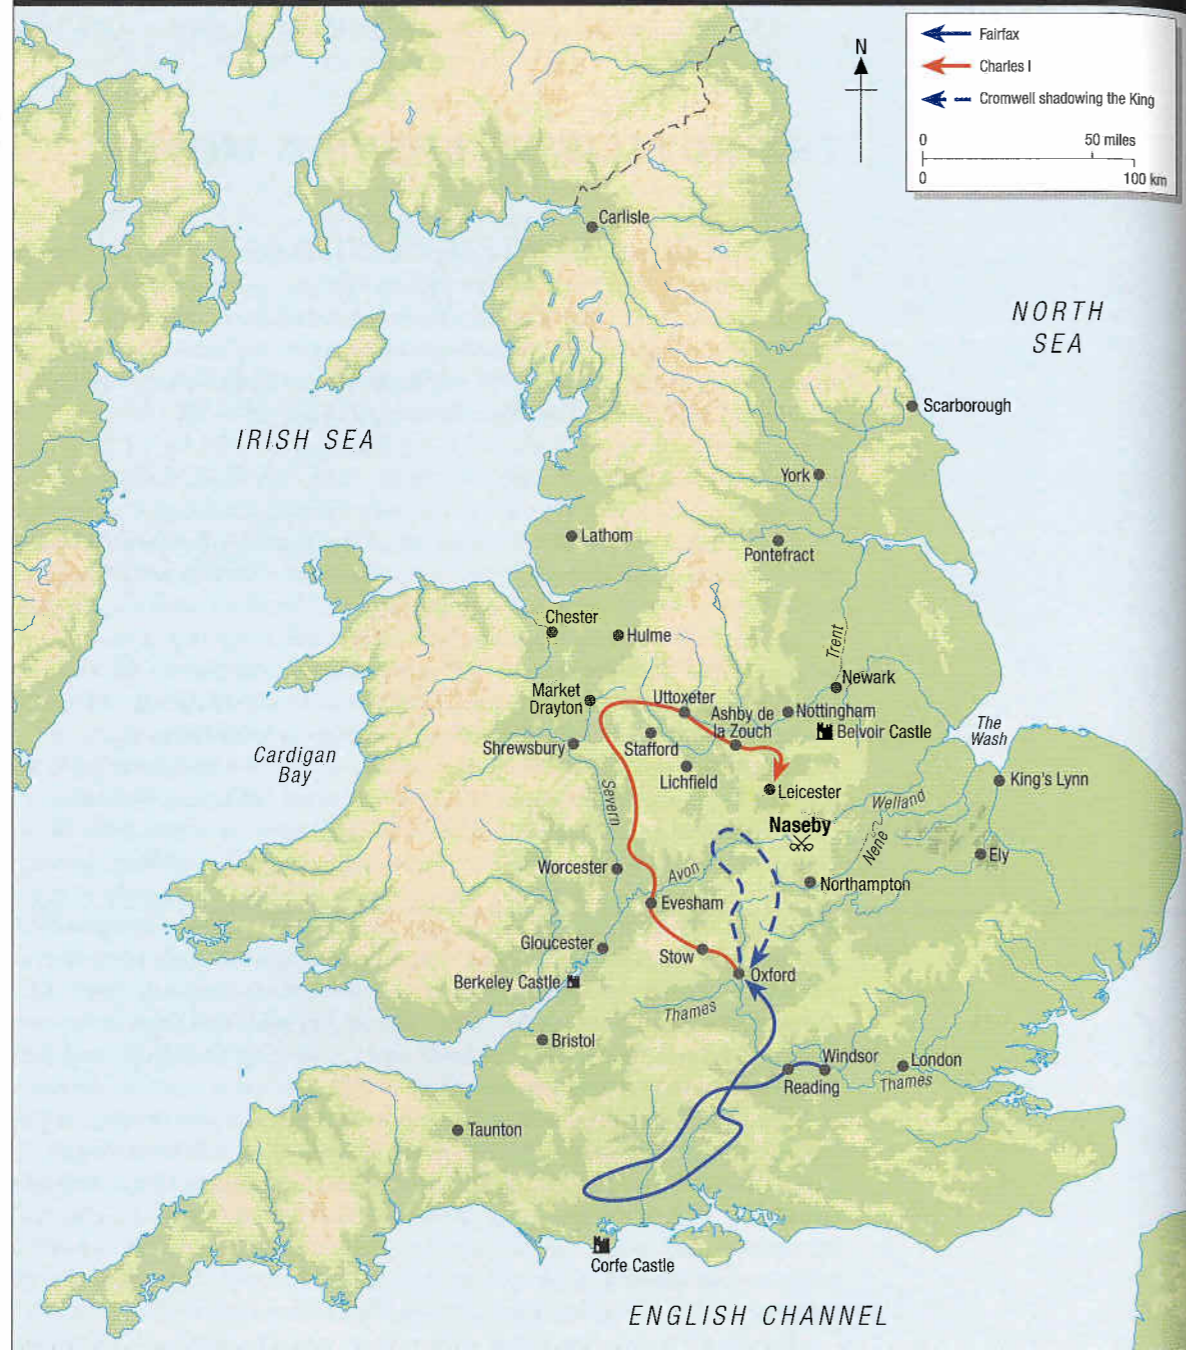 Fairfax
Charles I
Cromwell shadowing the King
0
50 miles
0
100 km
N
Carlisle
NORTH
SEA
Scarborough
IRISH SEA
York
Lathom
Pontefract
Chester
Hulme
Trent
Newark
Market
Drayton
Uttoxeter
Ashby de
la Zouch
Nottingham
Belvoir Castle
The
Wash
Shrewsbury
Stafford
Cardigan
Bay
Lichfield
King's Lynn
Severn
Leicester
Welland
Naseby
Nene
Ely
Worcester
Avon
Northampton
Evesham
Gloucester
Stow
Oxford
Berkeley Castle
Thames
Bristol
Windsor
London
Reading
Thames
Taunton
Corfe Castle
ENGLISH CHANNEL